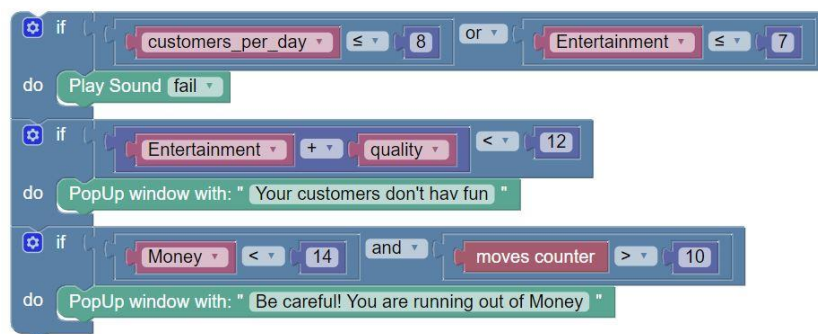 if customers_per_day ≤ 8 or Entertainment ≤ 7
do Play Sound fail
if Entertainment + quality < 12
do PopUp window with: " Your customers don't hav fun "
if Money < 14 and moves counter > 10
do PopUp window with: " Be careful! You are running out of Money "